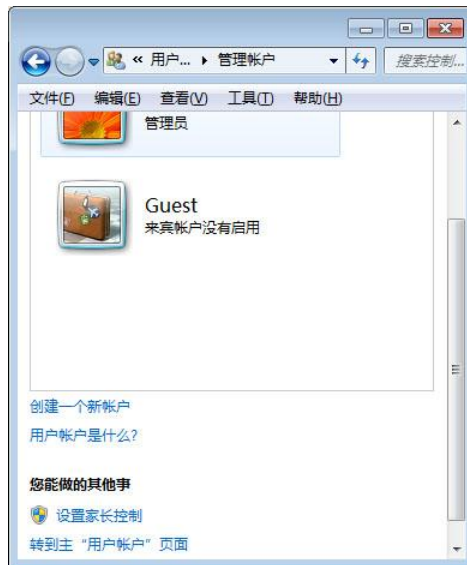 « 用户... ▸ 管理帐户
搜索控制...
文件(F) 编辑(E) 查看(V) 工具(T) 帮助(H)
管理员
Guest
来宾帐户没有启用
创建一个新帐户
用户帐户是什么?
您能做的其他事
设置家长控制
转到主“用户帐户”页面